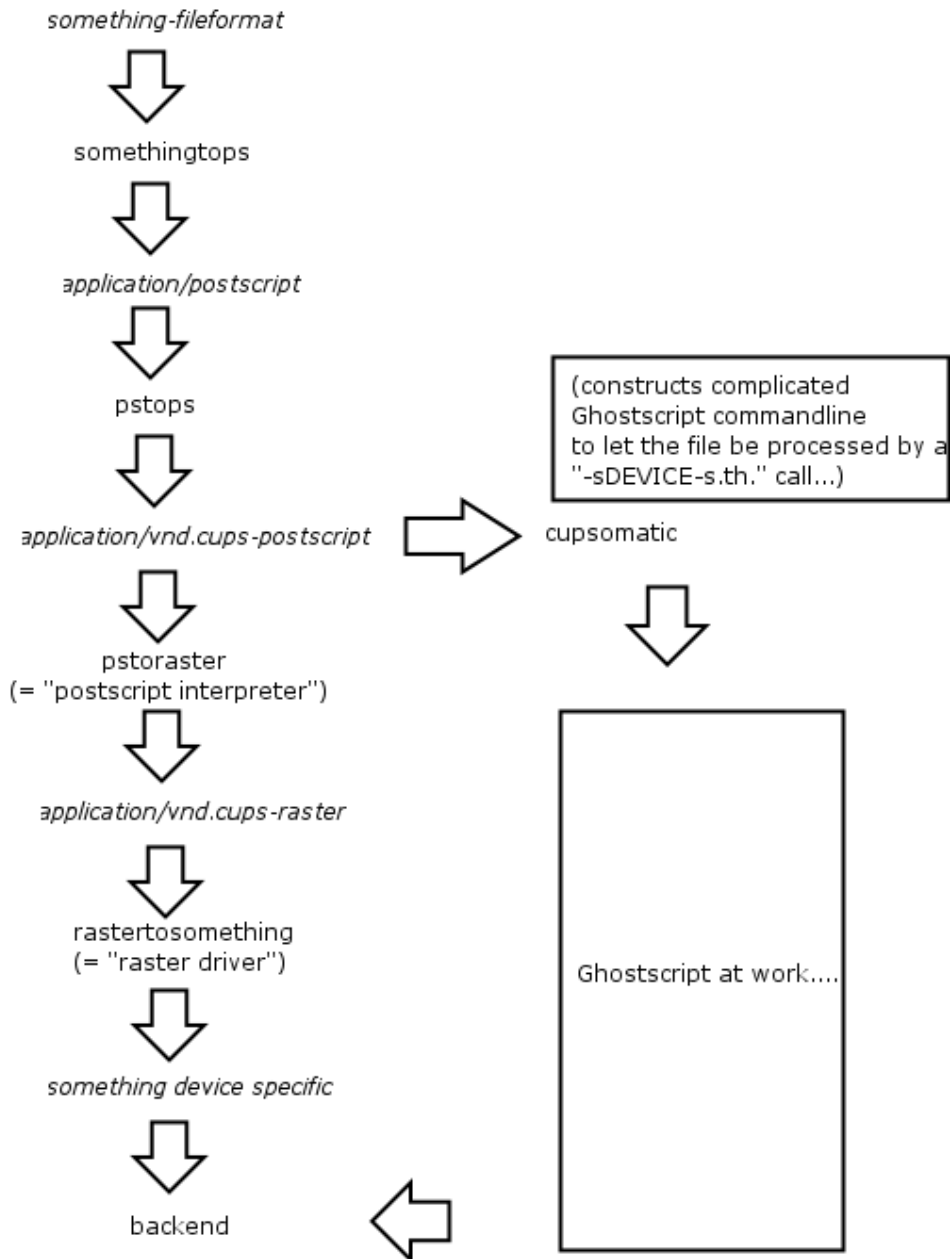 something-fileformat
somethingtops
application/postscript
pstops
(constructs complicated
Ghostscript commandline
to let the file be processed by a
"-sDEVICE-s.th." call...)
application/vnd.cups-postscript
cupsomatic
pstoraster
(= "postscript interpreter")
application/vnd.cups-raster
rastertosomething
(= "raster driver")
Ghostscript at work....
something device specific
backend